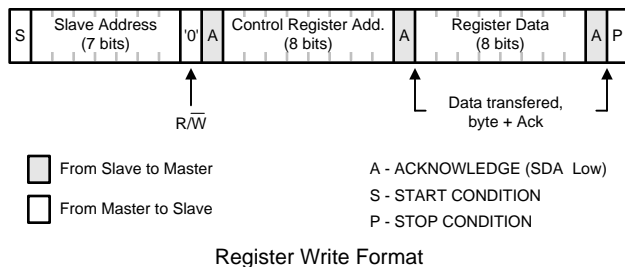 S
Slave Address
(7 bits)
'0'
A
Control Register Add.
(8 bits)
A
Register Data
(8 bits)
A
P
R/W̅
Data transfered,
byte + Ack
From Slave to Master
From Master to Slave
A - ACKNOWLEDGE (SDA Low)
S - START CONDITION
P - STOP CONDITION
Register Write Format